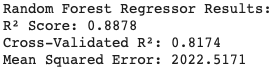 Random Forest Regressor Results:
R² Score: 0.8878
Cross-Validated R²: 0.8174
Mean Squared Error: 2022.5171